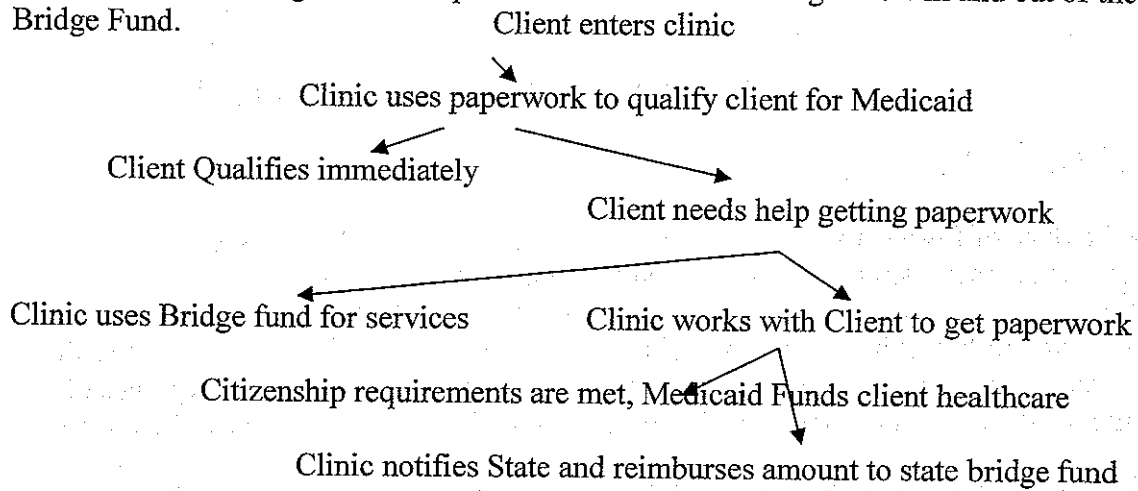 Bridge Fund.
Client enters clinic
Clinic uses paperwork to qualify client for Medicaid
Client Qualifies immediately
Client needs help getting paperwork
Clinic uses Bridge fund for services
Clinic works with Client to get paperwork
Citizenship requirements are met, Medicaid Funds client healthcare
Clinic notifies State and reimburses amount to state bridge fund